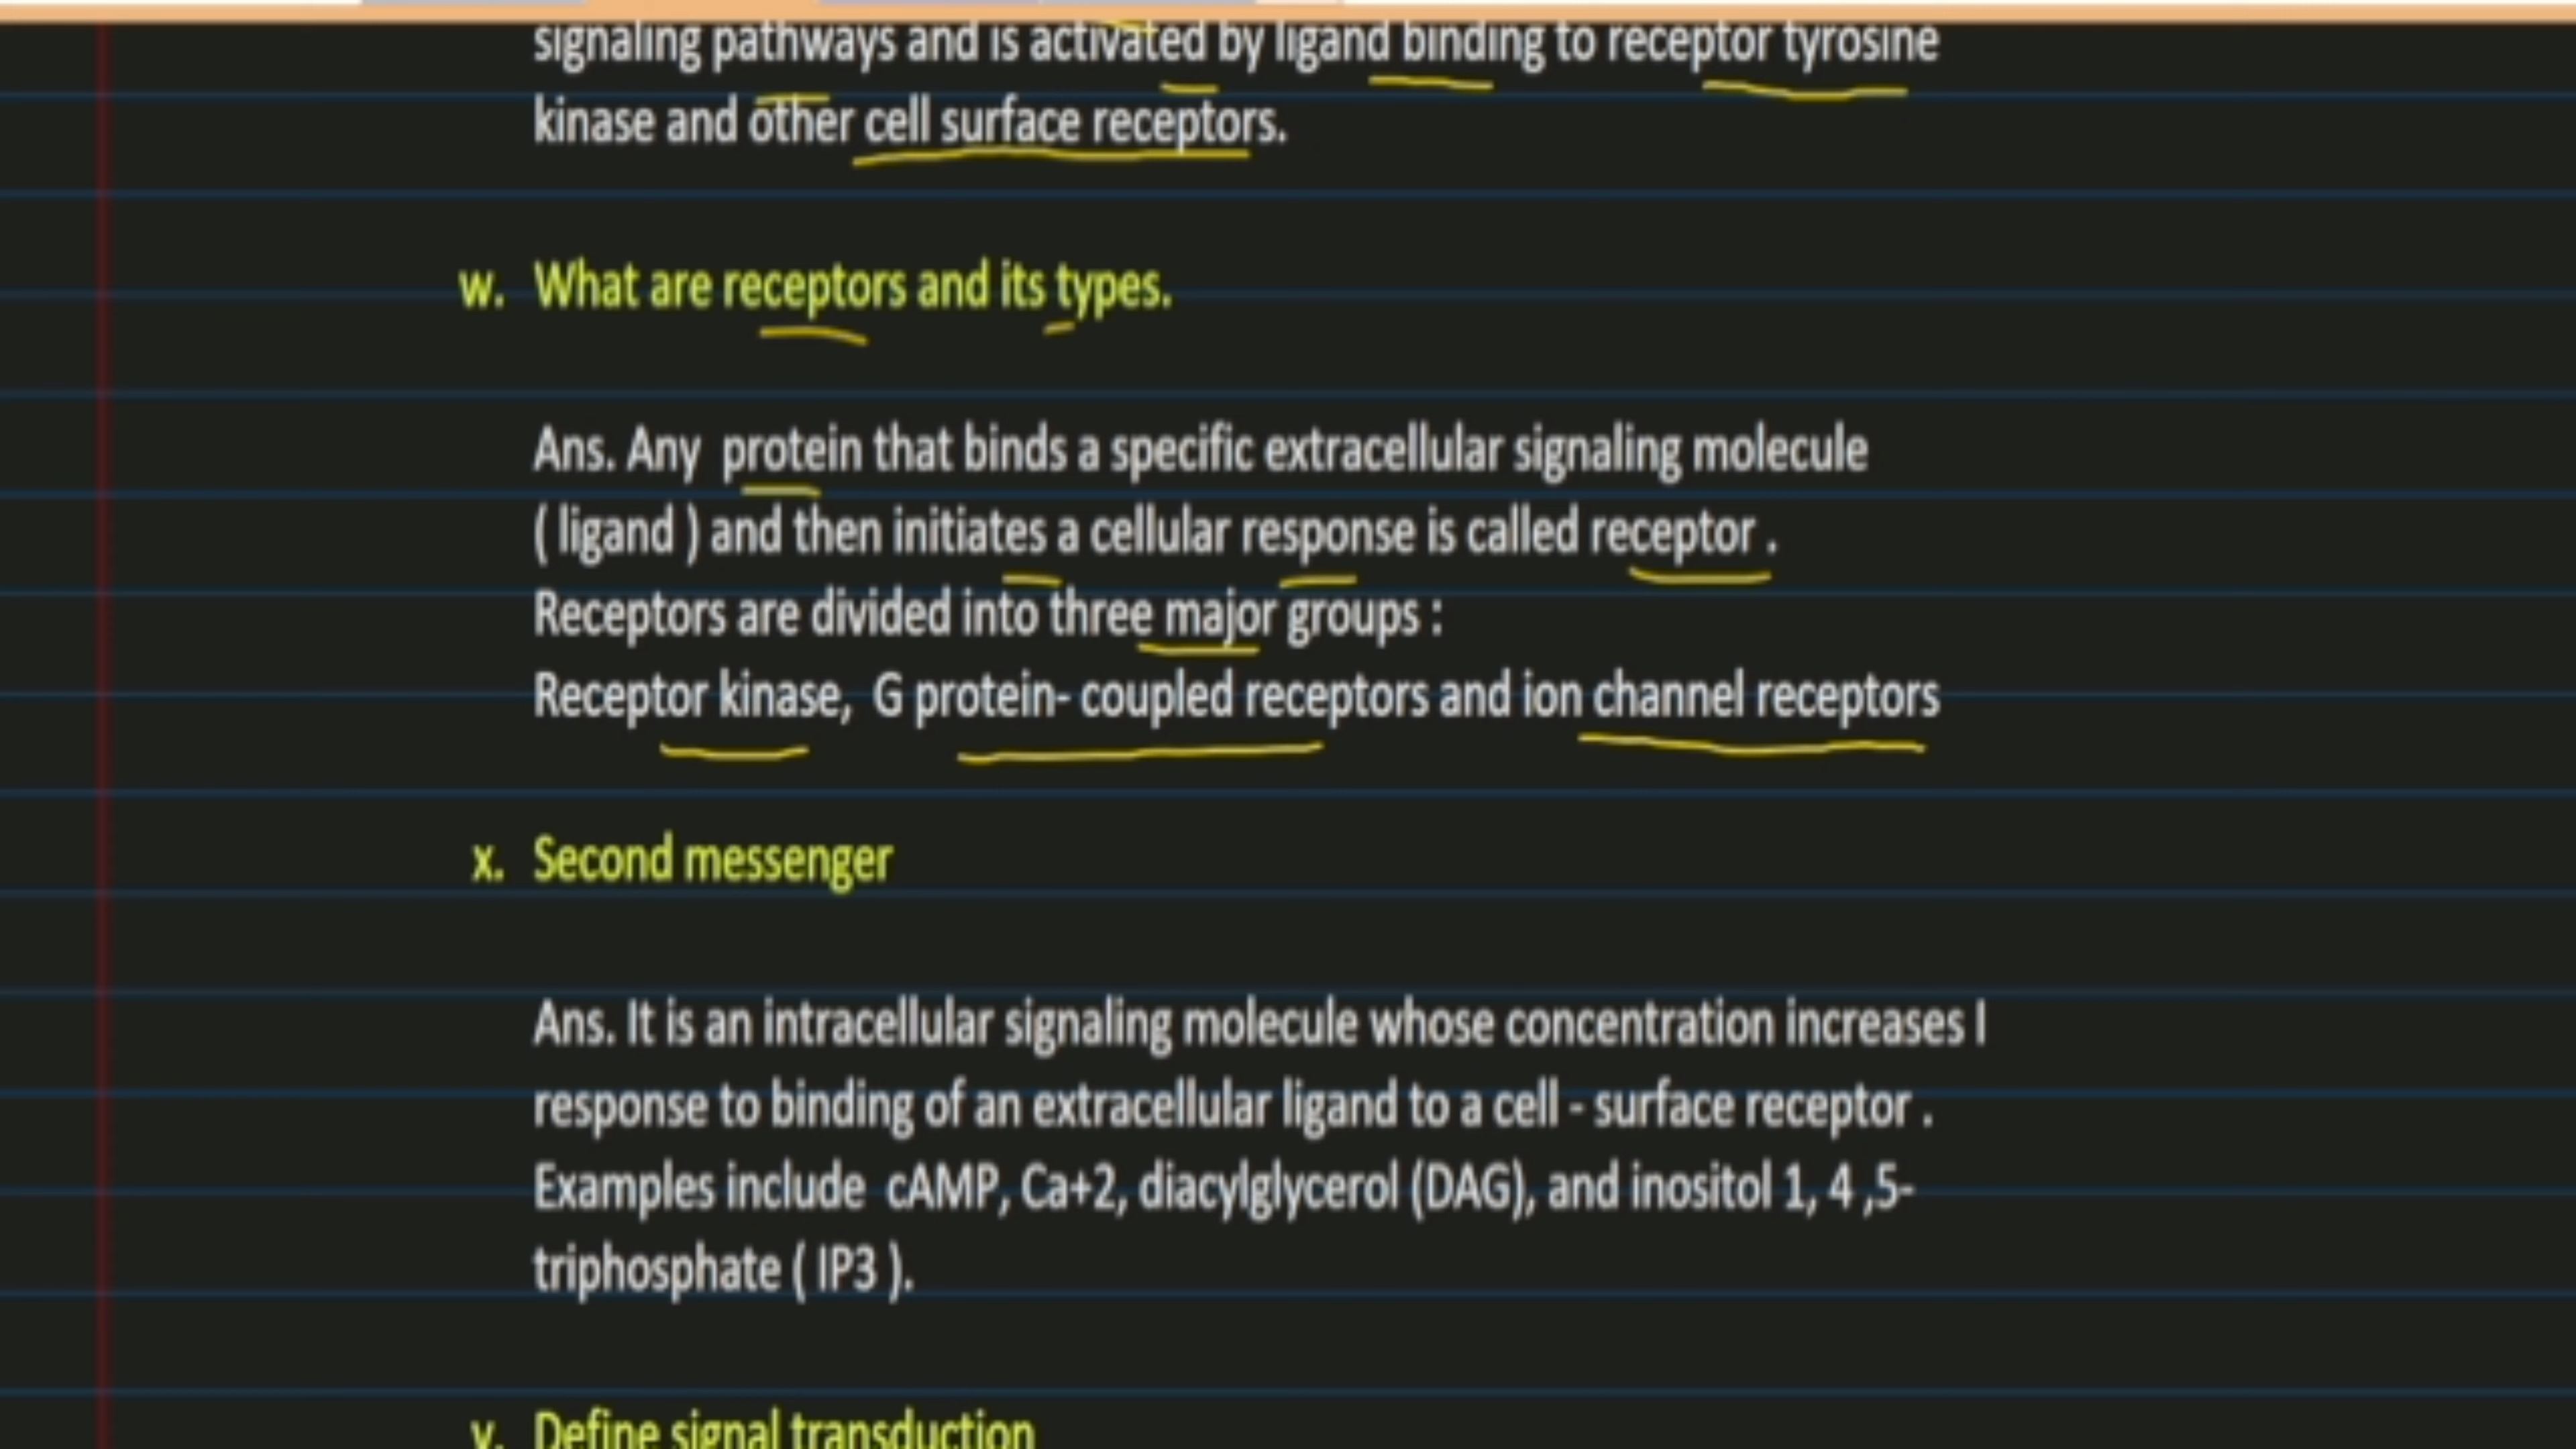 signaling pathways and is activated by ligand binding to receptor tyrosine
kinase and other cell surface receptors.
w. What are receptors and its types.
Ans. Any protein that binds a specific extracellular signaling molecule
( ligand ) and then initiates a cellular response is called receptor .
Receptors are divided into three major groups :
Receptor kinase, G protein- coupled receptors and ion channel receptors
x. Second messenger
Ans. It is an intracellular signaling molecule whose concentration increases I
response to binding of an extracellular ligand to a cell - surface receptor .
Examples include cAMP, Ca+2, diacylglycerol (DAG), and inositol 1, 4 ,5-
triphosphate ( IP3 ).
y. Define signal transduction